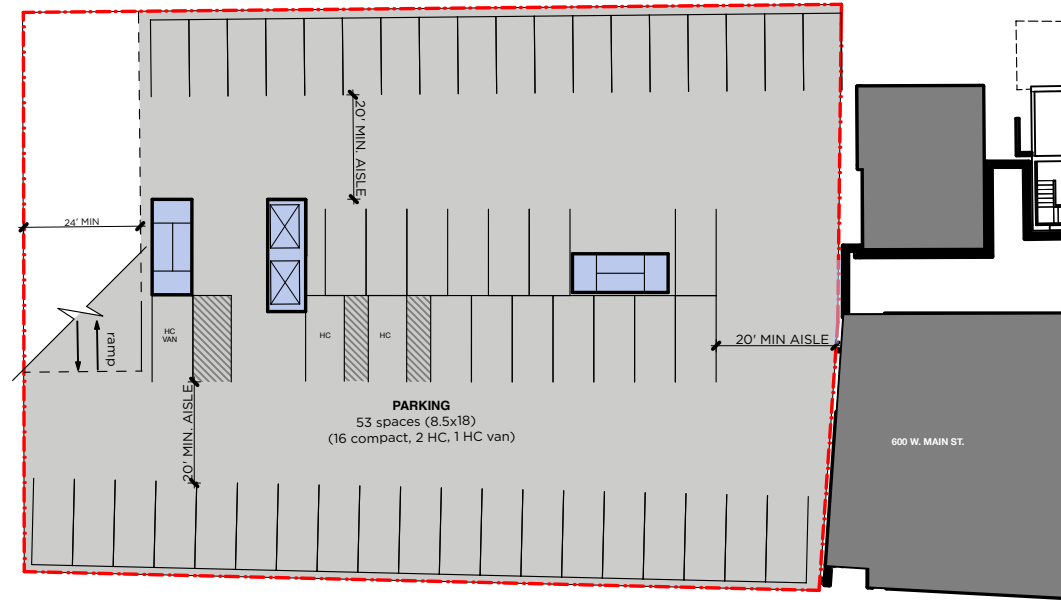 20' MIN. AISLE
24' MIN
HC
VAN
HC
HC
ramp
20' MIN AISLE
20' MIN. AISLE
PARKING
53 spaces (8.5x18)
(16 compact, 2 HC, 1 HC van)
600 W. MAIN ST.